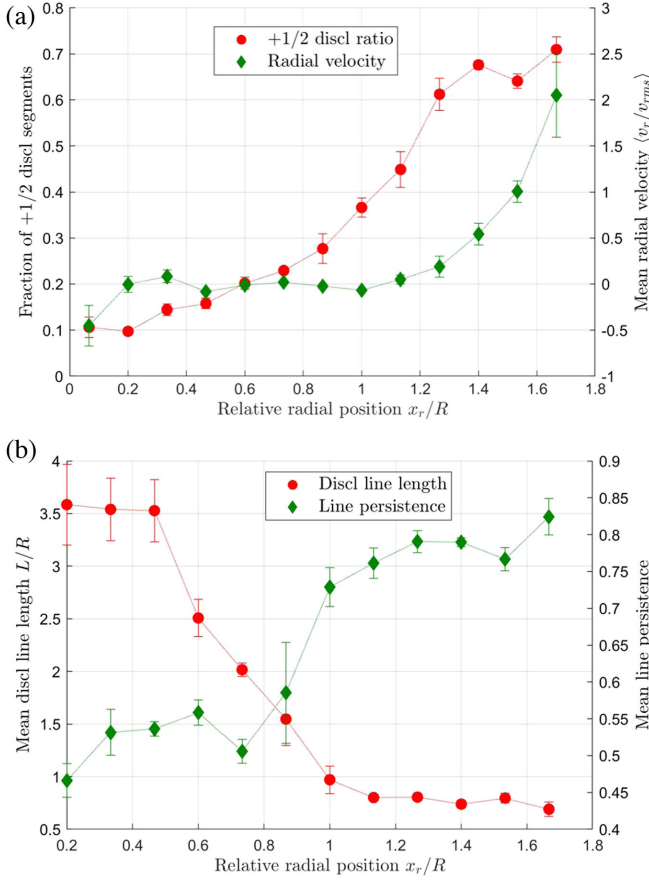 (a)
+1/2 discl ratio
Radial velocity
Fraction of +1/2 discl segments
0.8
0.7
0.6
0.5
0.4
0.3
0.2
0.1
0
3
2.5
2
1.5
1
0.5
0
-0.5
-1
Mean radial velocity ⟨v_r/v_rms⟩
0 0.2 0.4 0.6 0.8 1 1.2 1.4 1.6 1.8
Relative radial position x_r/R
(b)
Discl line length
Line persistence
Mean discl line length L/R
4
3.5
3
2.5
2
1.5
1
0.5
0.9
0.85
0.8
0.75
0.7
0.65
0.6
0.55
0.5
0.45
0.4
Mean line persistence
0.2 0.4 0.6 0.8 1 1.2 1.4 1.6 1.8
Relative radial position x_r/R